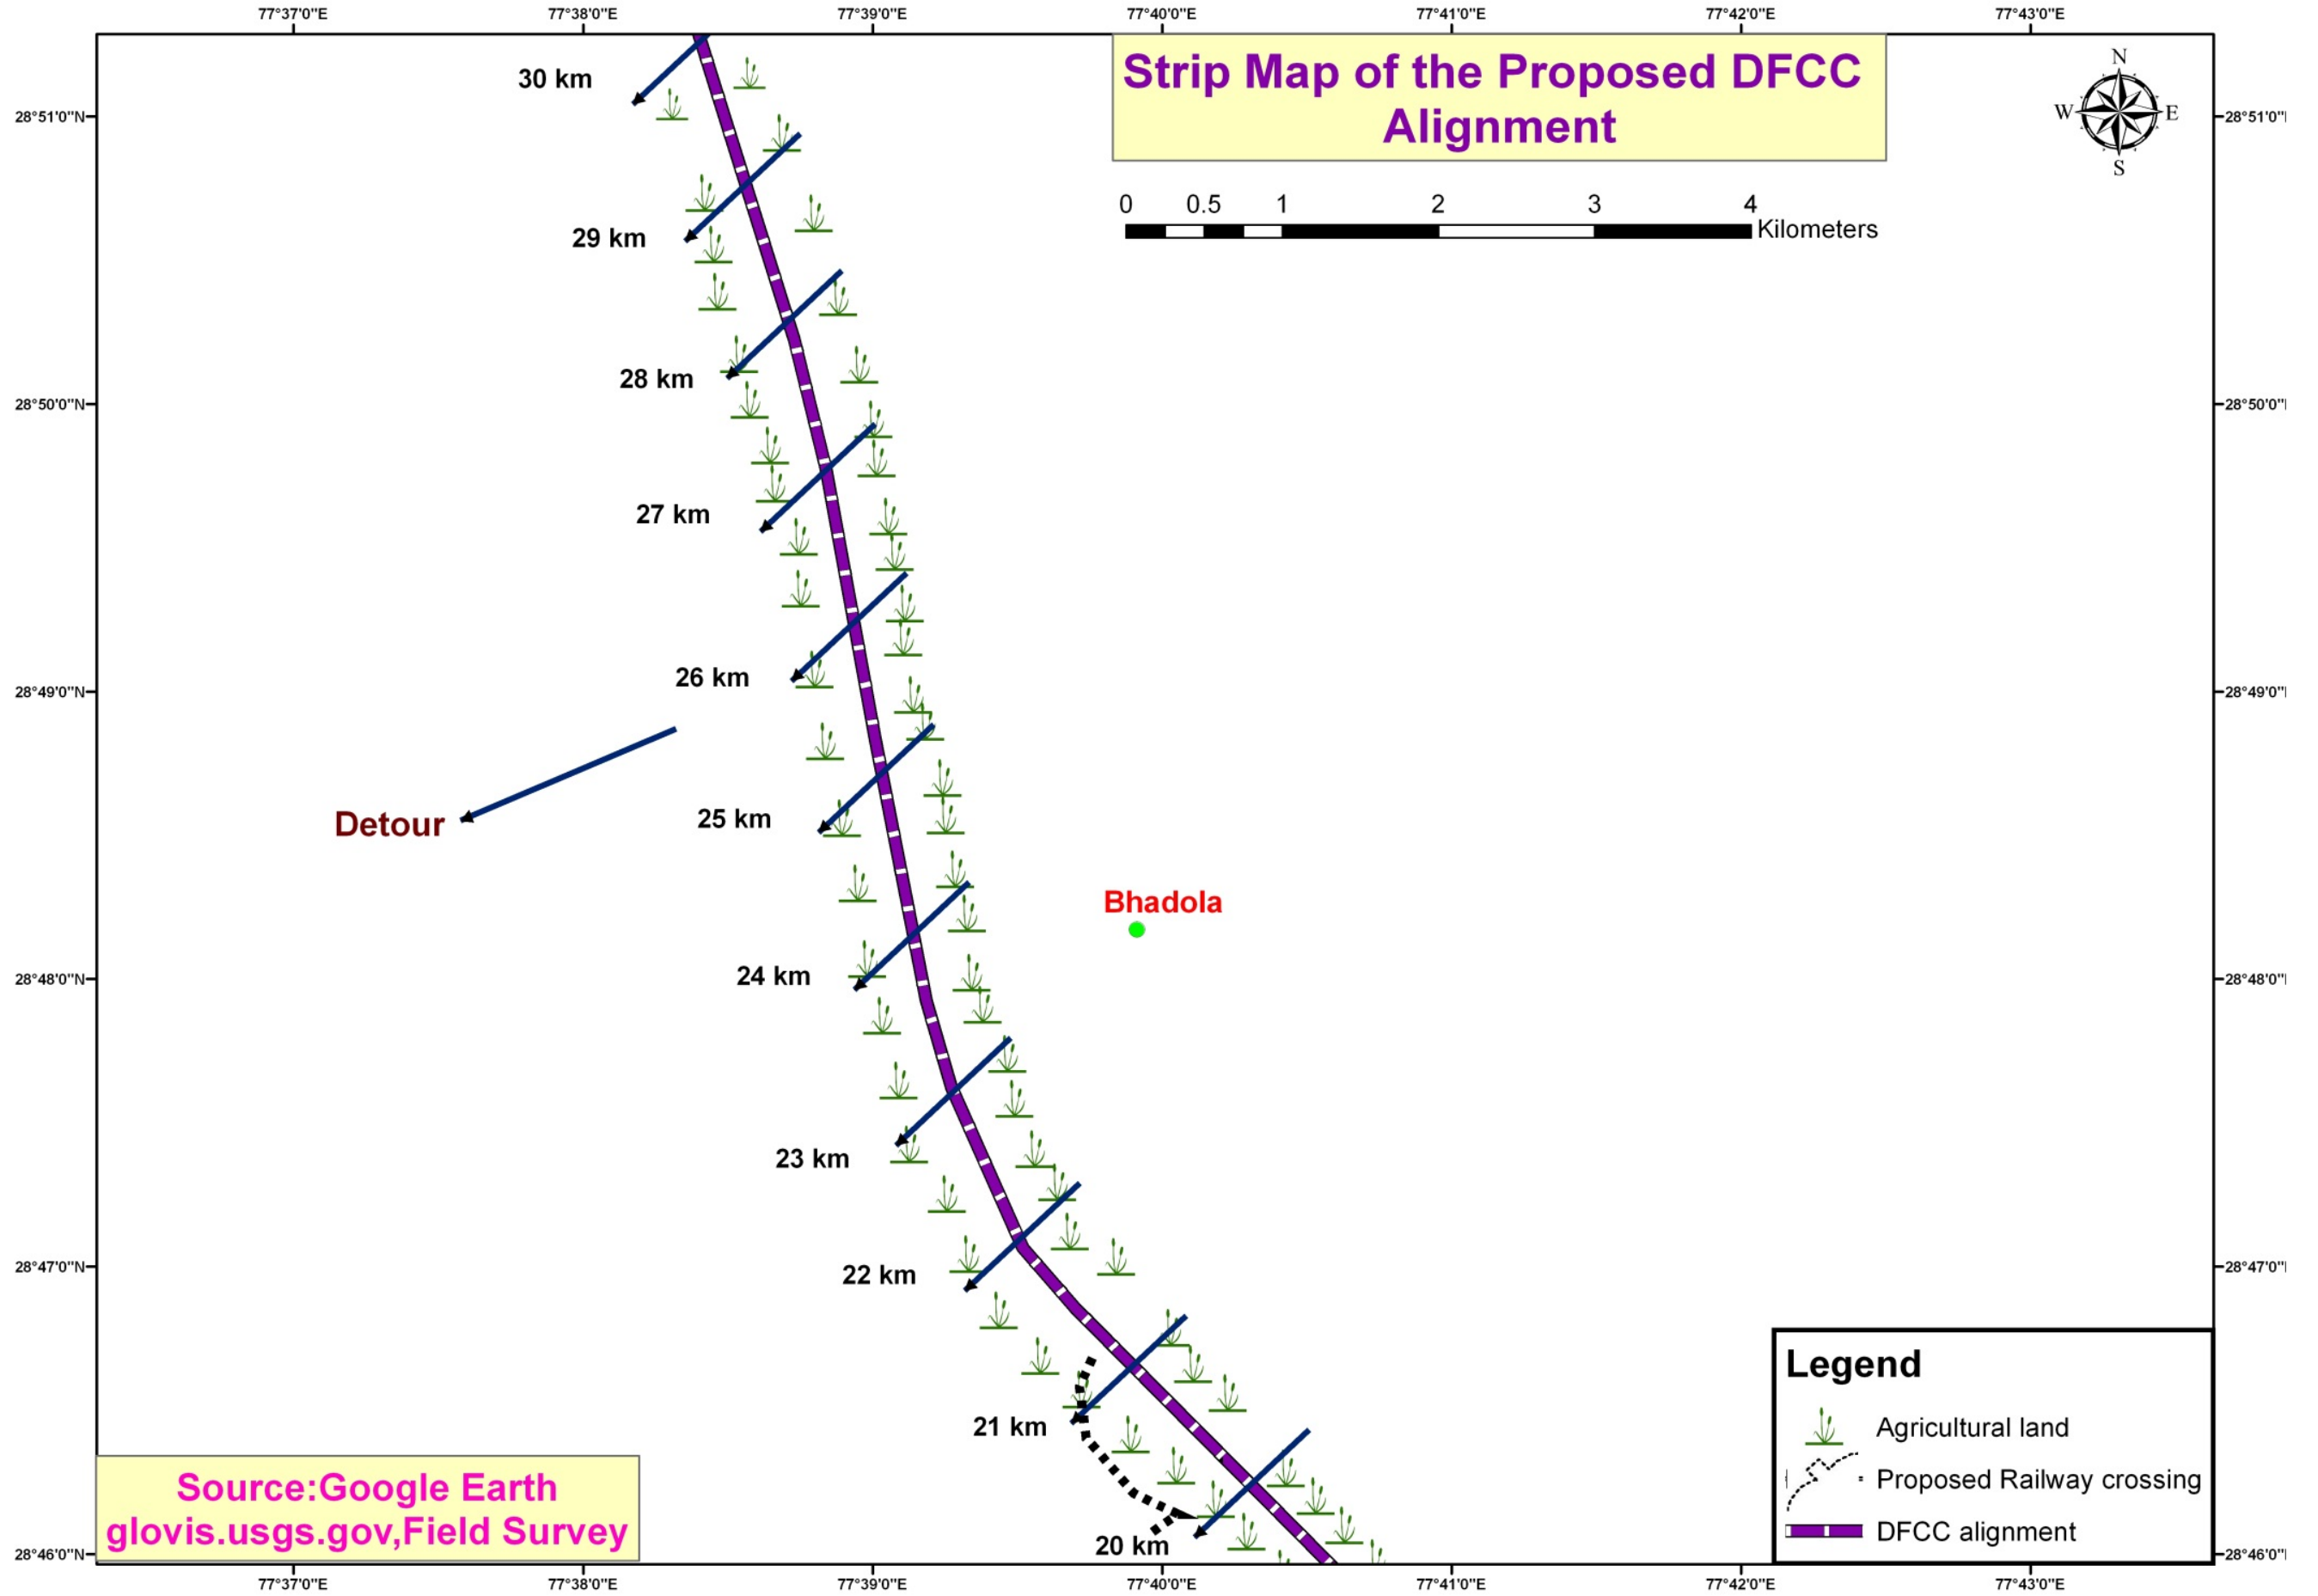 77°37'0"E 77°38'0"E 77°39'0"E 77°40'0"E 77°41'0"E 77°42'0"E 77°43'0"E
Strip Map of the Proposed DFCC
Alignment
N
W E
S
0 0.5 1 2 3 4
Kilometers
30 km
28°51'0"N 28°51'0"I
29 km
28 km
28°50'0"N 28°50'0"I
27 km
26 km
28°49'0"N 28°49'0"I
25 km
Detour
Bhadola
24 km
28°48'0"N 28°48'0"I
23 km
22 km
28°47'0"N 28°47'0"I
21 km
20 km
Legend
Agricultural land
Proposed Railway crossing
DFCC alignment
Source:Google Earth
glovis.usgs.gov,Field Survey
28°46'0"N 28°46'0"I
77°37'0"E 77°38'0"E 77°39'0"E 77°40'0"E 77°41'0"E 77°42'0"E 77°43'0"E